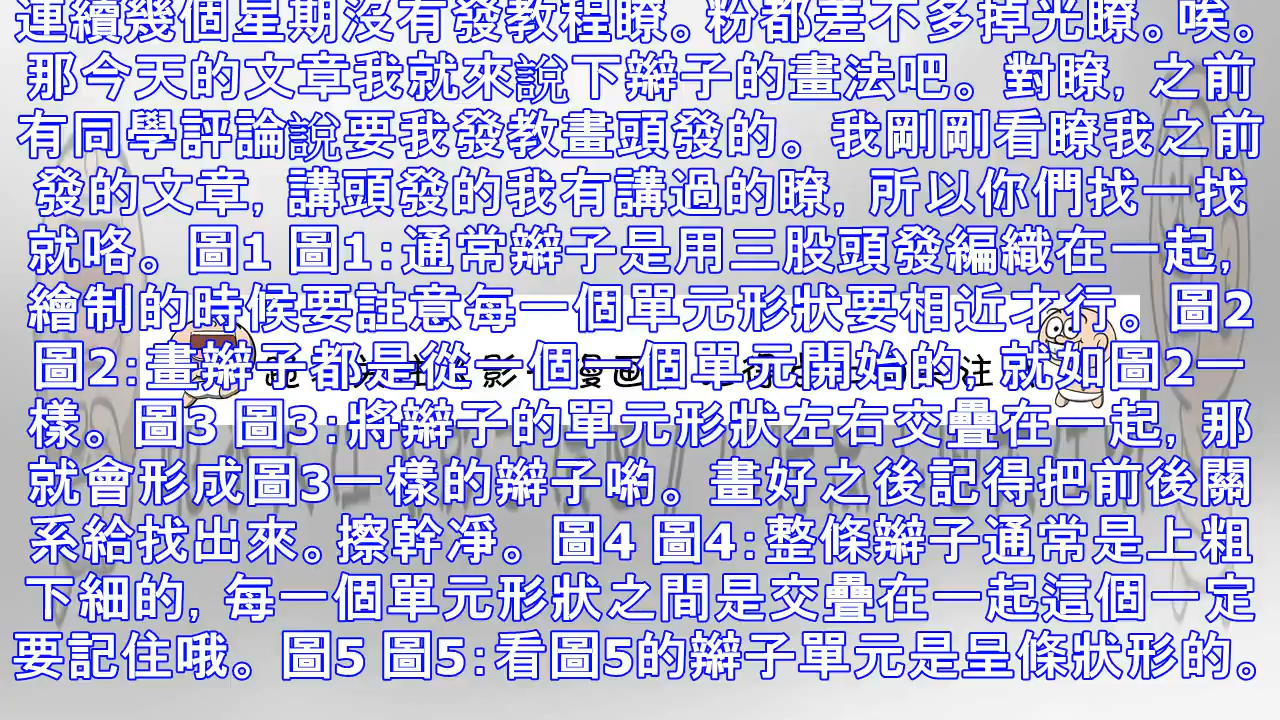 連續幾個星期沒有發教程瞭。粉都差不多掉光瞭。唉。
那今天的文章我就來說下辮子的畫法吧。對瞭, 之前
有同學評論說要我發教畫頭發的。我剛剛看瞭我之前
發的文章, 講頭發的我有講過的瞭, 所以你們找一找
就咯。圖1 圖1:通常辮子是用三股頭發編織在一起,
繪制的時候要註意每一個單元形狀要相近才行。圖2
圖2:畫辮子都是從一個一個單元開始的, 就如圖2一
樣。圖3 圖3:將辮子的單元形狀左右交疊在一起, 那
就會形成圖3一樣的辮子喲。畫好之後記得把前後關
系給找出來。擦幹凈。圖4 圖4:整條辮子通常是上粗
下細的, 每一個單元形狀之間是交疊在一起這個一定
要記住哦。圖5 圖5:看圖5的辮子單元是呈條狀形的。